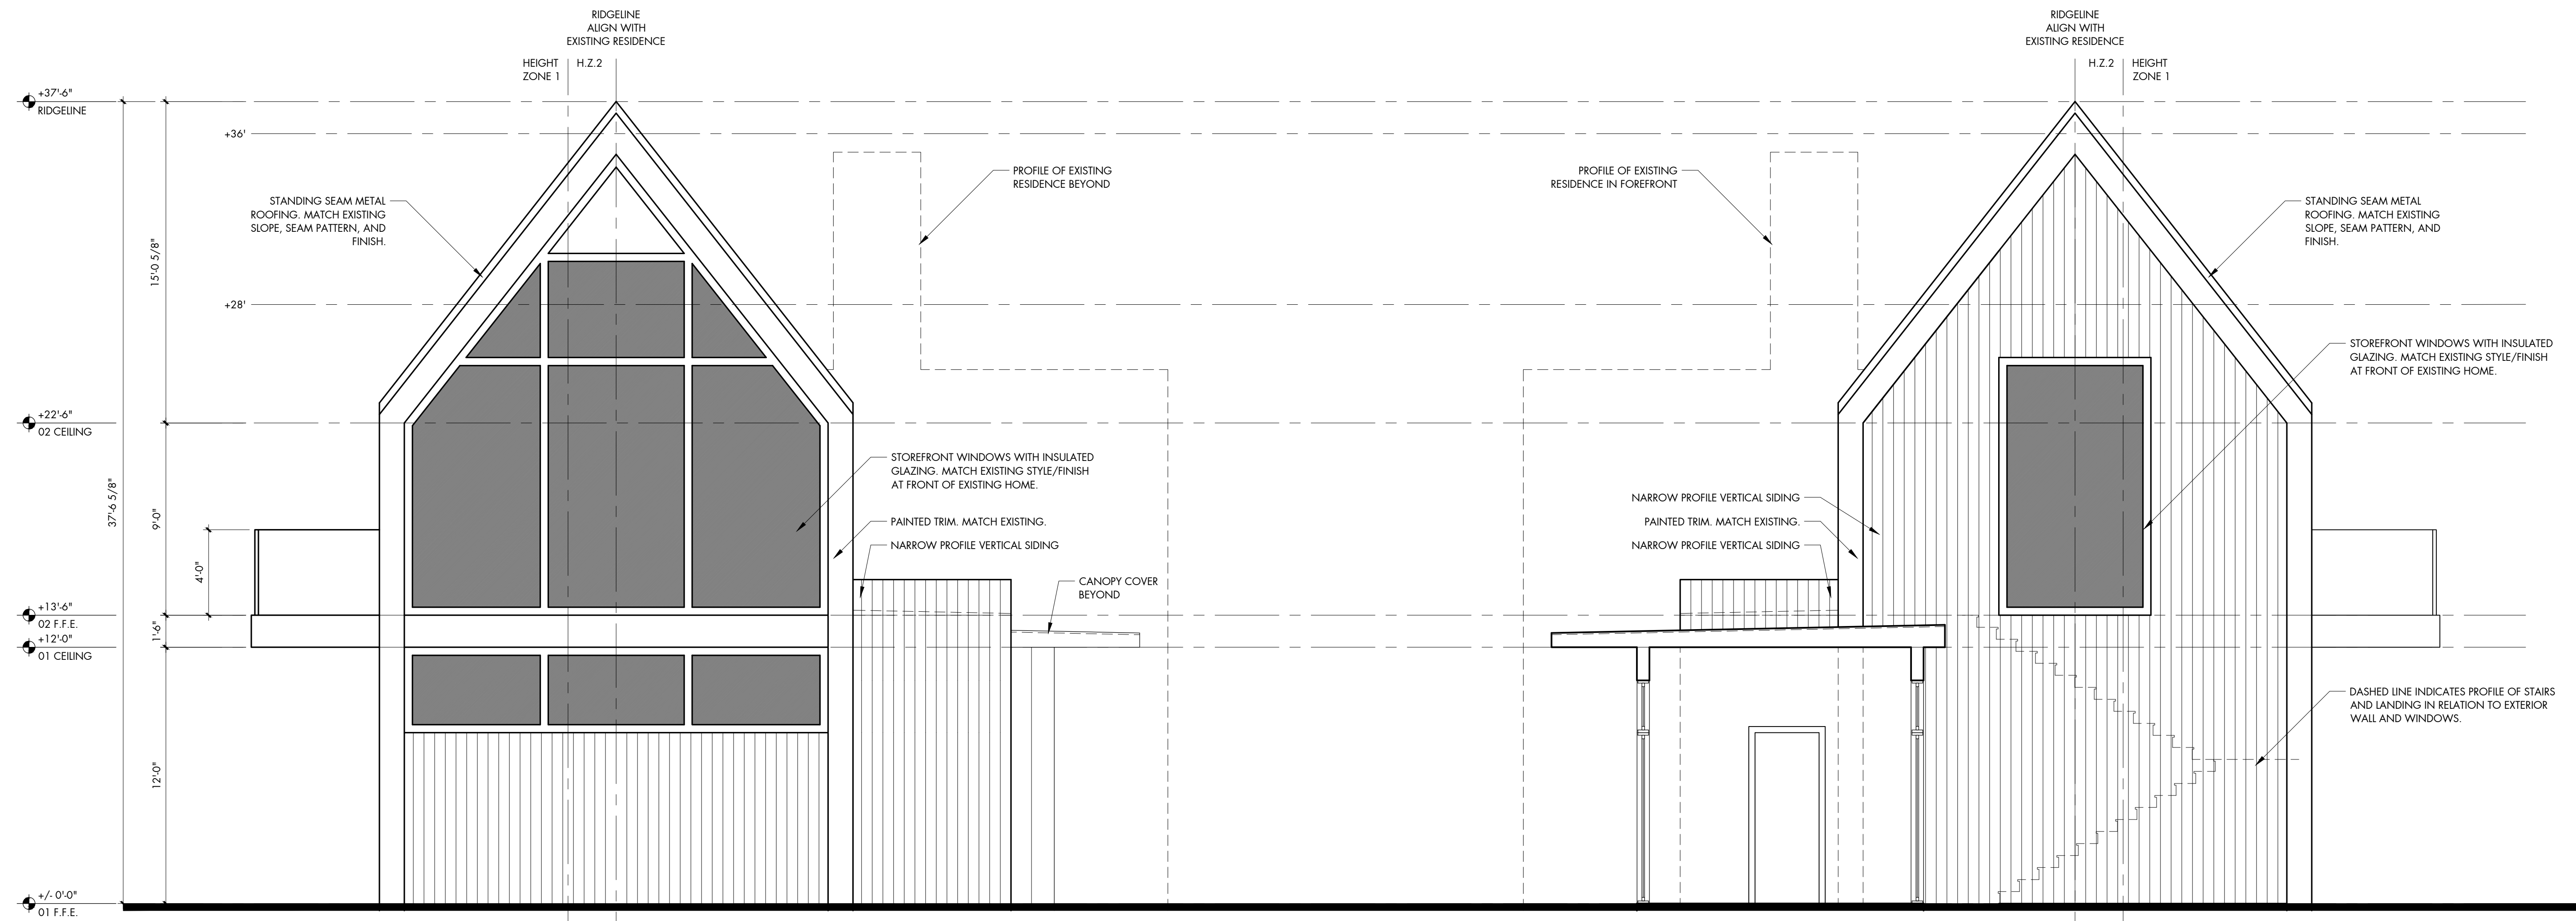 RIDGELINE
ALIGN WITH
EXISTING RESIDENCE
HEIGHT
ZONE 1
H.Z.2
+37'-6"
RIDGELINE
+36'
STANDING SEAM METAL
ROOFING. MATCH EXISTING
SLOPE, SEAM PATTERN, AND
FINISH.
PROFILE OF EXISTING
RESIDENCE BEYOND
15'-0 5/8"
+28'
+22'-6"
02 CEILING
37'-6 5/8"
9'-0"
4'-0"
STOREFRONT WINDOWS WITH INSULATED
GLAZING. MATCH EXISTING STYLE/FINISH
AT FRONT OF EXISTING HOME.
PAINTED TRIM. MATCH EXISTING.
NARROW PROFILE VERTICAL SIDING
CANOPY COVER
BEYOND
+13'-6"
02 F.F.E.
1'-6"
+12'-0"
01 CEILING
12'-0"
+/- 0'-0"
01 F.F.E.
RIDGELINE
ALIGN WITH
EXISTING RESIDENCE
H.Z.2
HEIGHT
ZONE 1
PROFILE OF EXISTING
RESIDENCE IN FOREFRONT
STANDING SEAM METAL
ROOFING. MATCH EXISTING
SLOPE, SEAM PATTERN, AND
FINISH.
STOREFRONT WINDOWS WITH INSULATED
GLAZING. MATCH EXISTING STYLE/FINISH
AT FRONT OF EXISTING HOME.
NARROW PROFILE VERTICAL SIDING
PAINTED TRIM. MATCH EXISTING.
NARROW PROFILE VERTICAL SIDING
DASHED LINE INDICATES PROFILE OF STAIRS
AND LANDING IN RELATION TO EXTERIOR
WALL AND WINDOWS.